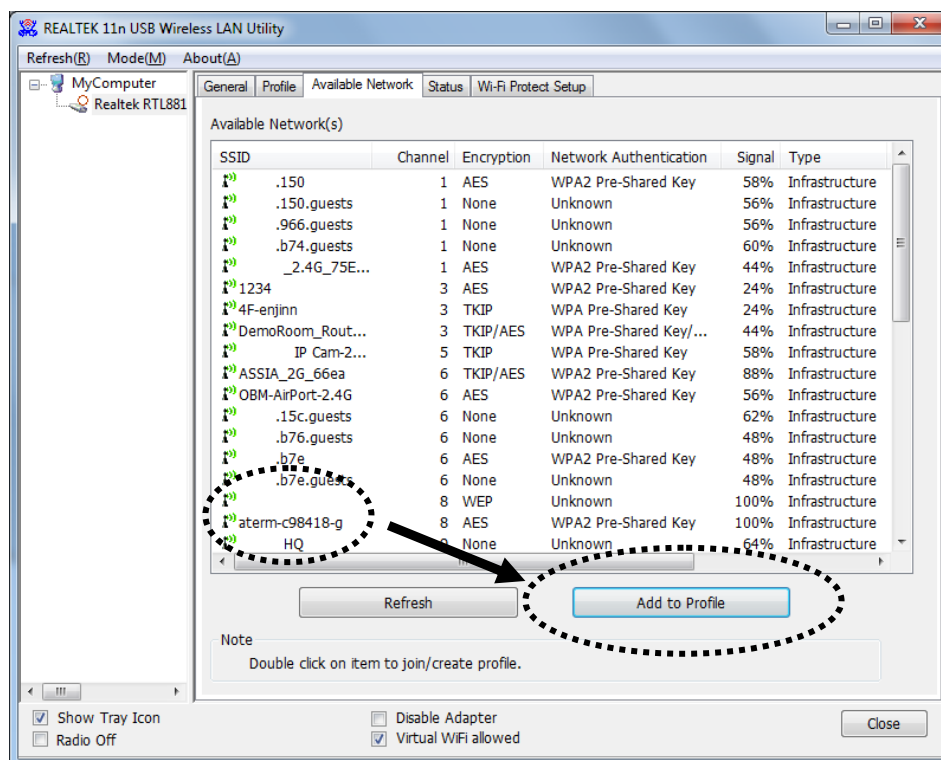 REALTEK 11n USB Wireless LAN Utility
Refresh(R) Mode(M) About(A)
MyComputer
Realtek RTL881
General Profile Available Network Status Wi-Fi Protect Setup
Available Network(s)
SSID Channel Encryption Network Authentication Signal Type
.150 1 AES WPA2 Pre-Shared Key 58% Infrastructure
.150.guests 1 None Unknown 56% Infrastructure
.966.guests 1 None Unknown 56% Infrastructure
.b74.guests 1 None Unknown 60% Infrastructure
_2.4G_75E... 1 AES WPA2 Pre-Shared Key 44% Infrastructure
1234 3 AES WPA2 Pre-Shared Key 24% Infrastructure
4F-enjinn 3 TKIP WPA Pre-Shared Key 24% Infrastructure
DemoRoom_Rout... 3 TKIP/AES WPA Pre-Shared Key/... 44% Infrastructure
IP Cam-2... 5 TKIP WPA Pre-Shared Key 58% Infrastructure
ASSIA_2G_66ea 6 TKIP/AES WPA2 Pre-Shared Key 88% Infrastructure
OBM-AirPort-2.4G 6 AES WPA2 Pre-Shared Key 56% Infrastructure
.15c.guests 6 None Unknown 62% Infrastructure
.b76.guests 6 None Unknown 48% Infrastructure
.b7e 6 AES WPA2 Pre-Shared Key 48% Infrastructure
.b7e.guests 6 None Unknown 48% Infrastructure
8 WEP Unknown 100% Infrastructure
aterm-c98418-g 8 AES WPA2 Pre-Shared Key 100% Infrastructure
HQ 9 None Unknown 64% Infrastructure
Refresh Add to Profile
Note
Double click on item to join/create profile.
Show Tray Icon Disable Adapter
Radio Off Virtual WiFi allowed
Close